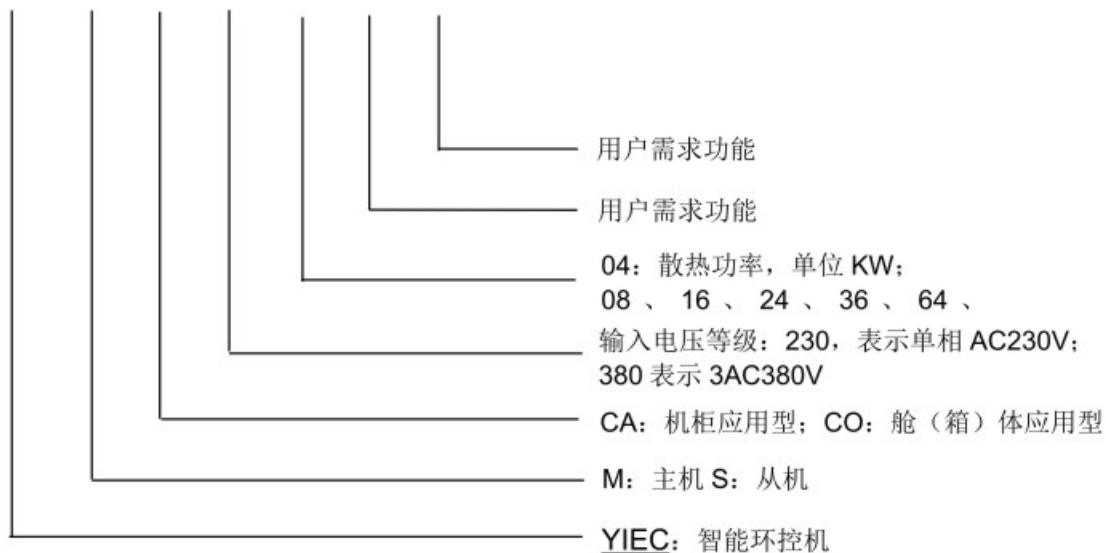 用户需求功能
用户需求功能
04：散热功率，单位 KW；
08 、 16 、 24 、 36 、 64 、
输入电压等级：230，表示单相 AC230V；
380 表示 3AC380V
CA：机柜应用型；CO：舱（箱）体应用型
M：主机 S：从机
YIEC：智能环控机